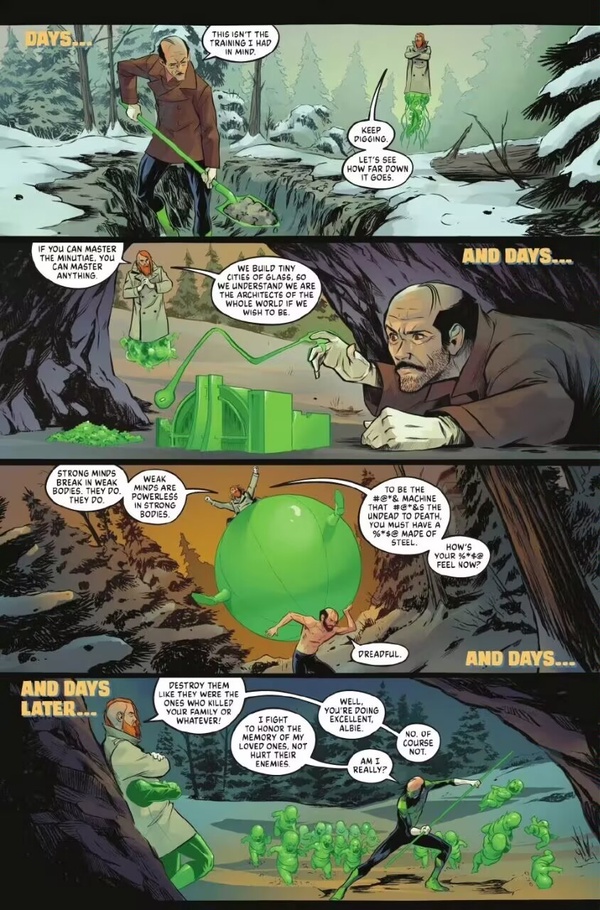 DAYS...
THIS ISN'T THE
TRAINING I HAD
IN MIND.
KEEP
DIGGING.
LET'S SEE
HOW FAR DOWN
IT GOES.
IF YOU CAN MASTER
THE MINUTIAE, YOU
CAN MASTER
ANYTHING.
WE BUILD TINY
CITIES OF GLASS, SO
WE UNDERSTAND WE ARE
THE ARCHITECTS OF THE
WHOLE WORLD IF WE
WISH TO BE.
AND DAYS...
STRONG MINDS
BREAK IN WEAK
BODIES. THEY DO.
THEY DO.
WEAK
MINDS ARE
POWERLESS
IN STRONG
BODIES.
TO BE THE
#@*& MACHINE
THAT #@*&S THE
UNDEAD TO DEATH,
YOU MUST HAVE A
%*$@ MADE OF
STEEL.
HOW'S
YOUR %*$@
FEEL NOW?
DREADFUL.
AND DAYS...
AND DAYS
LATER...
DESTROY THEM
LIKE THEY WERE THE
ONES WHO KILLED
YOUR FAMILY OR
WHATEVER!
I FIGHT
TO HONOR THE
MEMORY OF MY
LOVED ONES, NOT
HURT THEIR
ENEMIES.
WELL,
YOU'RE DOING
EXCELLENT,
ALBIE.
AM I
REALLY?
NO. OF
COURSE
NOT.